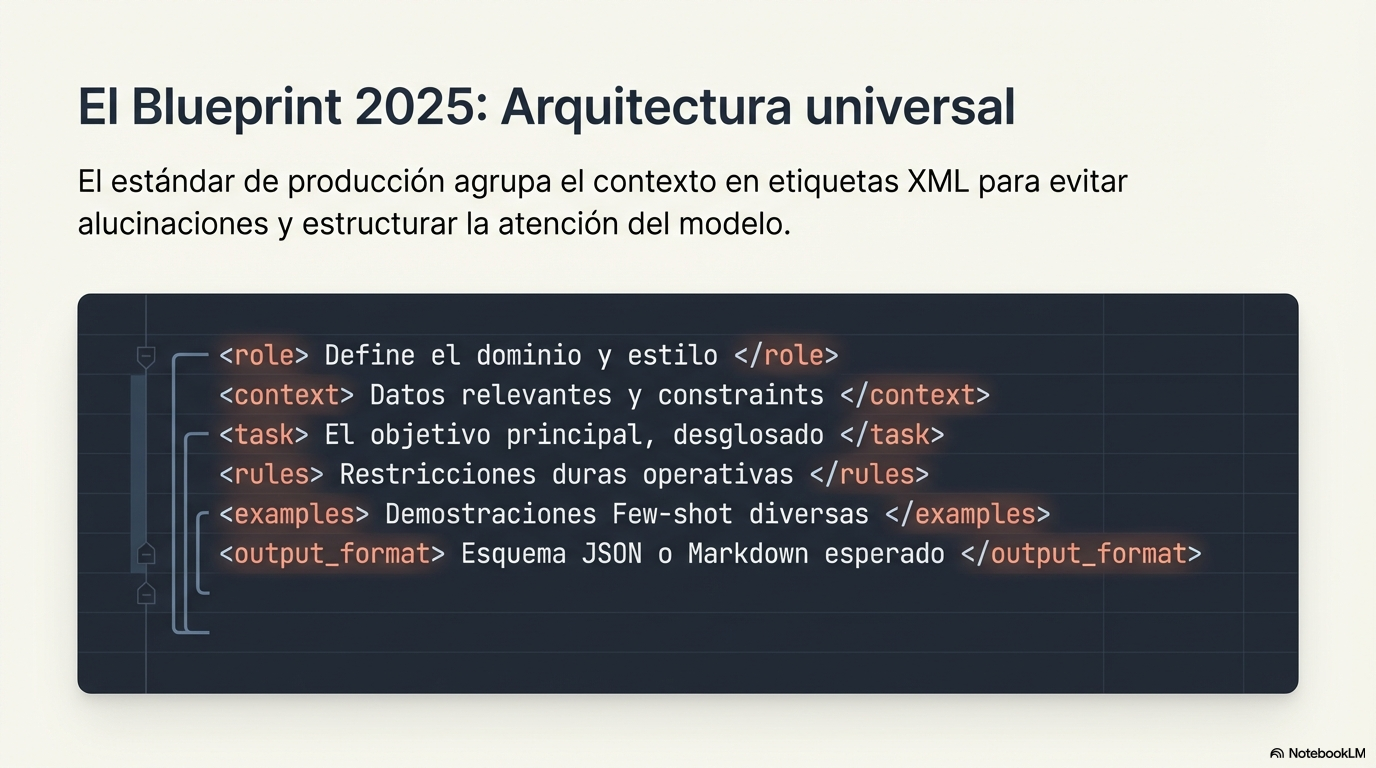 El Blueprint 2025: Arquitectura universal
El estándar de producción agrupa el contexto en etiquetas XML para evitar
alucinaciones y estructurar la atención del modelo.
<role> Define el dominio y estilo </role>
<context> Datos relevantes y constraints </context>
<task> El objetivo principal, desglosado </task>
<rules> Restricciones duras operativas </rules>
<examples> Demostraciones Few-shot diversas </examples>
<output_format> Esquema JSON o Markdown esperado </output_format>
NotebookLM